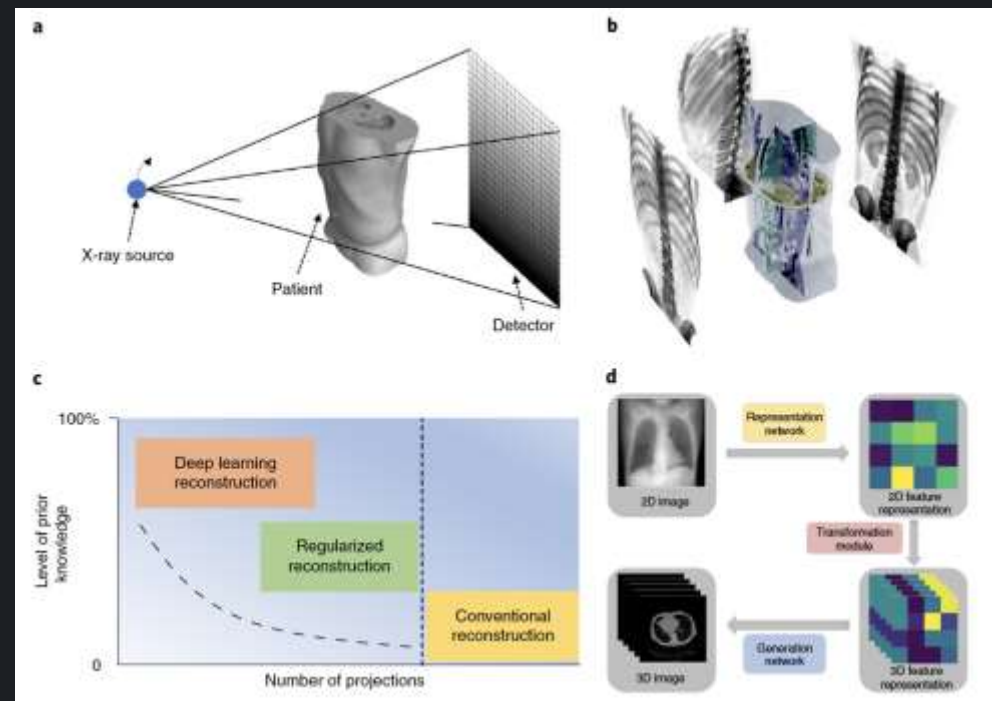 a
X-ray source
Patient
Detector
b
c
100%
Level of prior
knowledge
0
Deep learning
reconstruction
Regularized
reconstruction
Conventional
reconstruction
Number of projections
d
2D image
Representation
network
2D feature
representation
Transformation
module
3D feature
representation
Generation
network
3D image